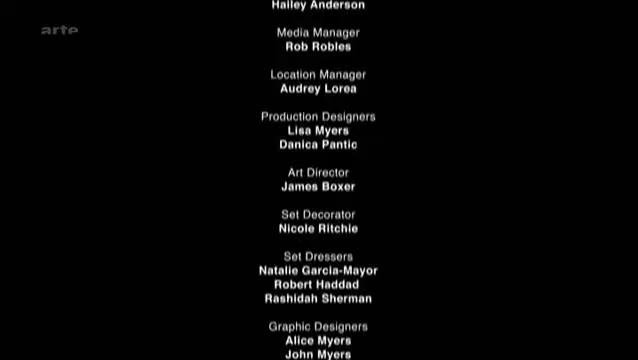 Hailey Anderson
arte
Media Manager
Rob Robles
Location Manager
Audrey Lorea
Production Designers
Lisa Myers
Danica Pantic
Art Director
James Boxer
Set Decorator
Nicole Ritchie
Set Dressers
Natalie Garcia-Mayor
Robert Haddad
Rashidah Sherman
Graphic Designers
Alice Myers
John Myers